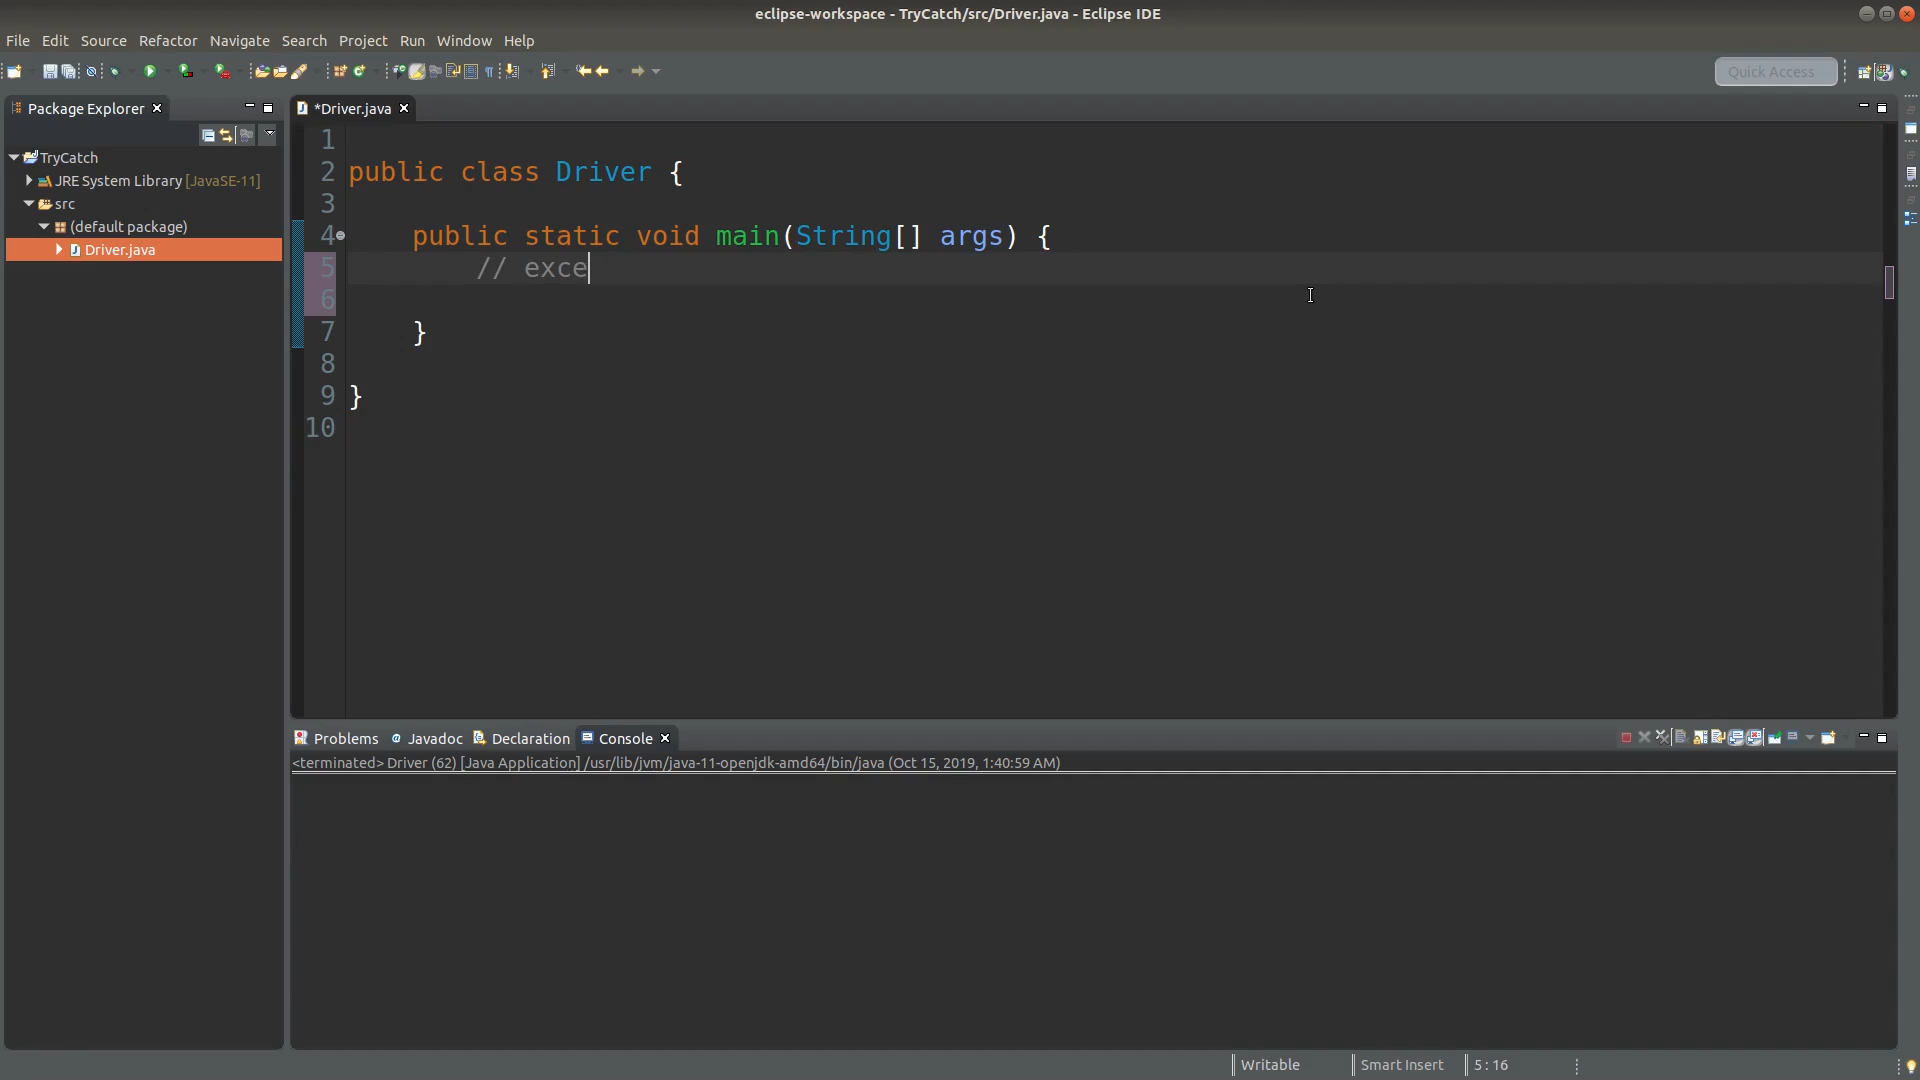 eclipse-workspace - TryCatch/src/Driver.java - Eclipse IDE
File Edit Source Refactor Navigate Search Project Run Window Help
Quick Access
Package Explorer
*Driver.java
TryCatch
JRE System Library [JavaSE-11]
src
(default package)
Driver.java
1
2 public class Driver {
3
4 public static void main(String[] args) {
5 // exce
6
7 }
8
9 }
10
Problems Javadoc Declaration Console
<terminated> Driver (62) [Java Application] /usr/lib/jvm/java-11-openjdk-amd64/bin/java (Oct 15, 2019, 1:40:59 AM)
Writable Smart Insert 5 : 16